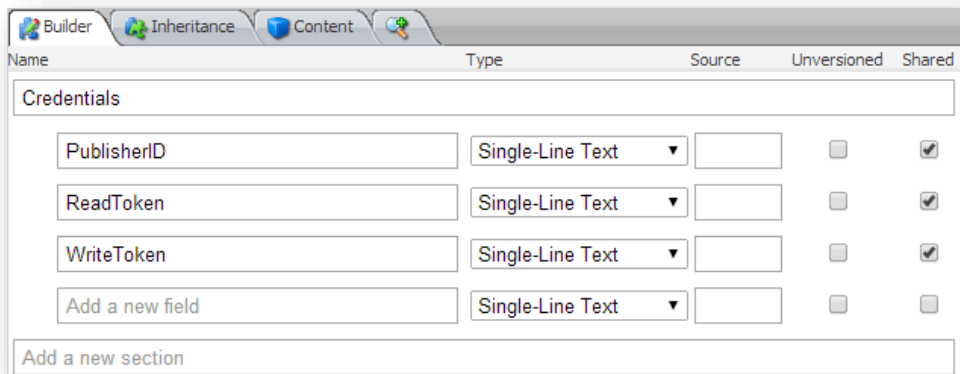 Builder Inheritance Content
Name Type Source Unversioned Shared
Credentials
PublisherID Single-Line Text
ReadToken Single-Line Text
WriteToken Single-Line Text
Add a new field Single-Line Text
Add a new section